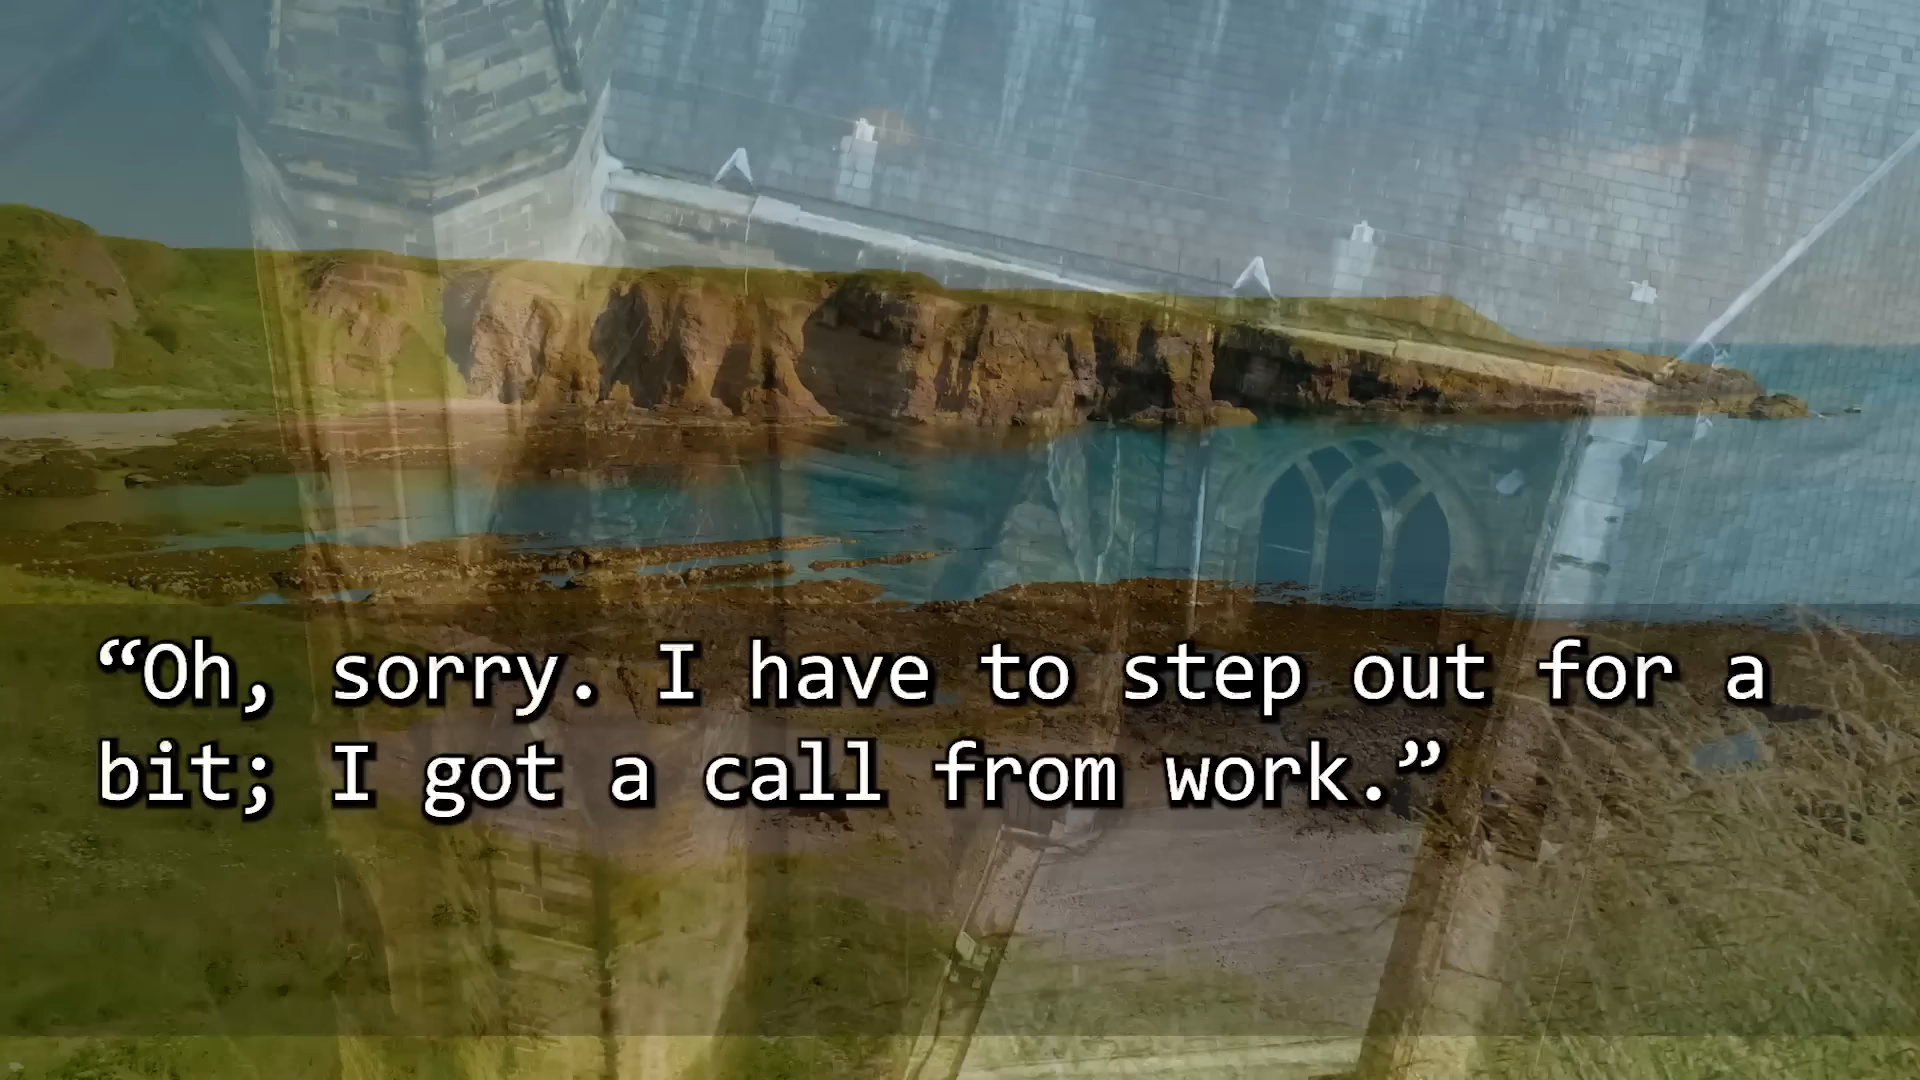 “Oh, sorry. I have to step out for a
bit; I got a call from work.”